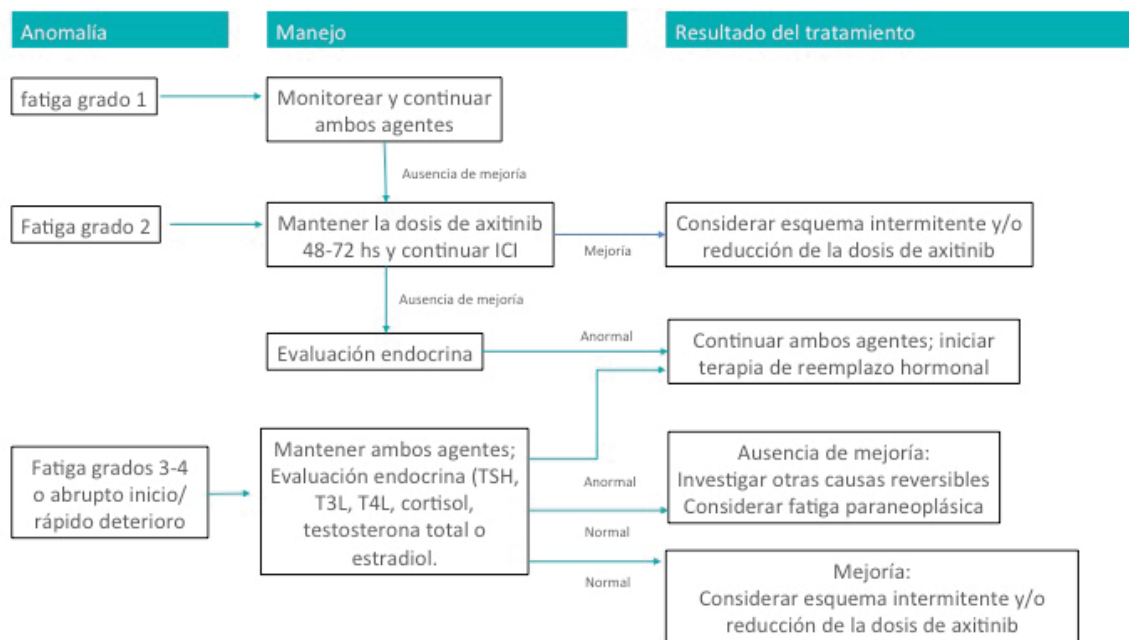 Anomalía
Manejo
Resultado del tratamiento
fatiga grado 1
Monitorear y continuar
ambos agentes
Ausencia de mejoría
Fatiga grado 2
Mantener la dosis de axitinib
48-72 hs y continuar ICI
Mejoría
Considerar esquema intermitente y/o
reducción de la dosis de axitinib
Ausencia de mejoría
Evaluación endocrina
Anormal
Continuar ambos agentes; iniciar
terapia de reemplazo hormonal
Fatiga grados 3-4
o abrupto inicio/
rápido deterioro
Mantener ambos agentes;
Evaluación endocrina (TSH,
T3L, T4L, cortisol,
testosterona total o
estradiol.
Anormal
Normal
Normal
Ausencia de mejoría:
Investigar otras causas reversibles
Considerar fatiga paraneoplásica
Mejoría:
Considerar esquema intermitente y/o
reducción de la dosis de axitinib